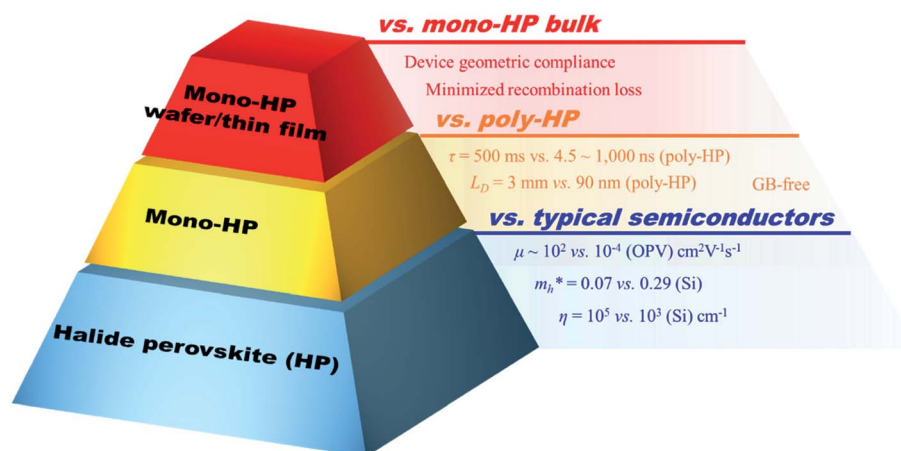 vs. mono-HP bulk
Device geometric compliance
Minimized recombination loss
Mono-HP
wafer/thin film
vs. poly-HP
τ = 500 ms vs. 4.5 ~ 1,000 ns (poly-HP)
L_D = 3 mm vs. 90 nm (poly-HP) GB-free
Mono-HP
vs. typical semiconductors
μ ~ 10² vs. 10⁻⁴ (OPV) cm²V⁻¹s⁻¹
m_h* = 0.07 vs. 0.29 (Si)
η = 10⁵ vs. 10³ (Si) cm⁻¹
Halide perovskite (HP)